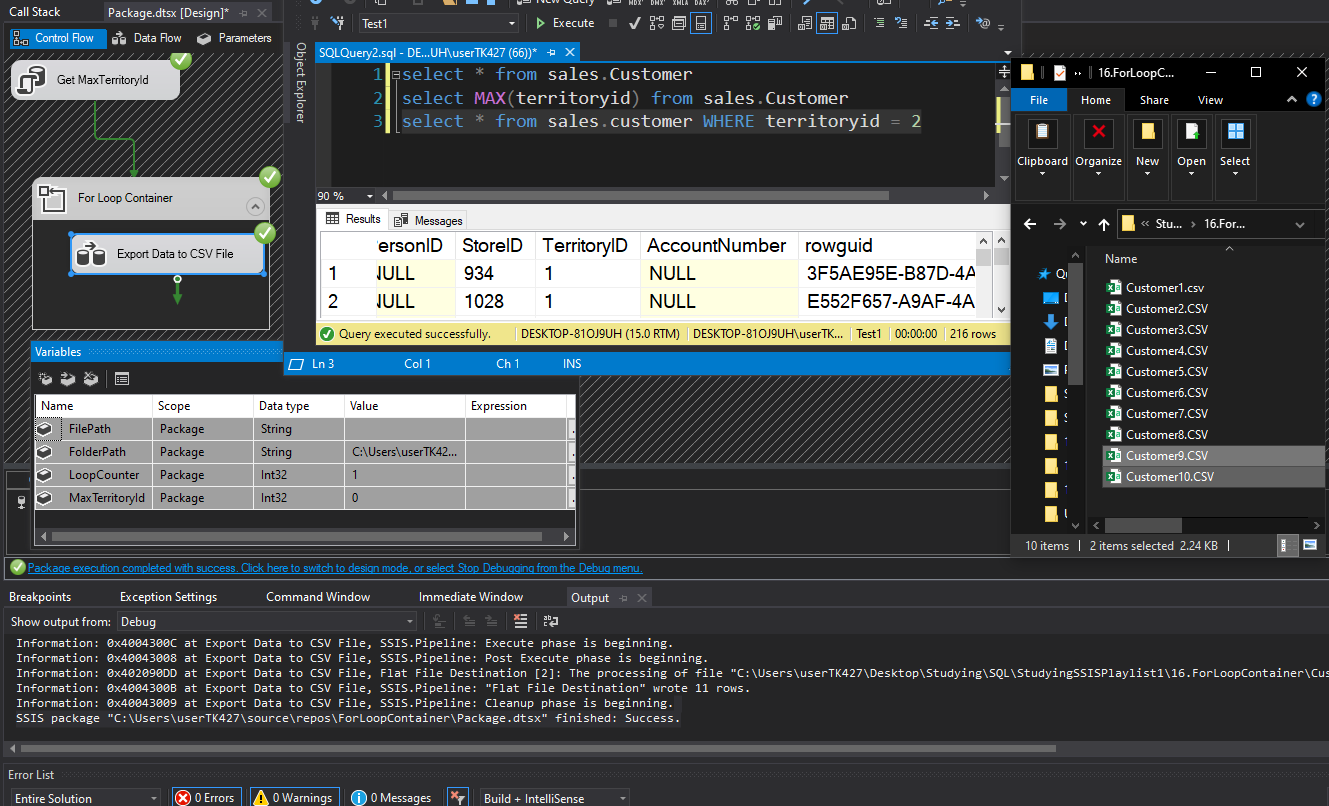 Call Stack
Package.dtsx [Design]*
Control Flow
Data Flow
Parameters
Get MaxTerritoryId
For Loop Container
Export Data to CSV File
New Query
MDX DMX XMLA DAX
Test1
Execute
Object Explorer
SQLQuery2.sql - DE...UH\userTK427 (66))*
1 select * from sales.Customer
2 select MAX(territoryid) from sales.Customer
3 select * from sales.customer WHERE territoryid = 2
90 %
Results
Messages
ersonID StoreID TerritoryID AccountNumber rowguid
1 NULL 934 1 NULL 3F5AE95E-B87D-4A
2 NULL 1028 1 NULL E552F657-A9AF-4A
Query executed successfully. DESKTOP-81OJ9UH (15.0 RTM) DESKTOP-81OJ9UH\userTK... Test1 00:00:00 216 rows
Ln 3 Col 1 Ch 1 INS
Variables
Name Scope Data type Value Expression
FilePath Package String
FolderPath Package String C:\Users\userTK42...
LoopCounter Package Int32 1
MaxTerritoryId Package Int32 0
16.ForLoopC...
File Home Share View
Clipboard Organize New Open Select
« Stu... › 16.For...
Name
Customer1.csv
Customer2.CSV
Customer3.CSV
Customer4.CSV
Customer5.CSV
Customer6.CSV
Customer7.CSV
Customer8.CSV
Customer9.CSV
Customer10.CSV
10 items 2 items selected 2.24 KB
Package execution completed with success. Click here to switch to design mode, or select Stop Debugging from the Debug menu.
Breakpoints Exception Settings Command Window Immediate Window Output
Show output from: Debug
Information: 0x4004300C at Export Data to CSV File, SSIS.Pipeline: Execute phase is beginning.
Information: 0x40043008 at Export Data to CSV File, SSIS.Pipeline: Post Execute phase is beginning.
Information: 0x402090DD at Export Data to CSV File, Flat File Destination [2]: The processing of file "C:\Users\userTK427\Desktop\Studying\SQL\StudyingSSISPlaylist1\16.ForLoopContainer\Cus
Information: 0x4004300B at Export Data to CSV File, SSIS.Pipeline: "Flat File Destination" wrote 11 rows.
Information: 0x40043009 at Export Data to CSV File, SSIS.Pipeline: Cleanup phase is beginning.
SSIS package "C:\Users\userTK427\source\repos\ForLoopContainer\Package.dtsx" finished: Success.
Error List
Entire Solution
0 Errors
0 Warnings
0 Messages
Build + IntelliSense